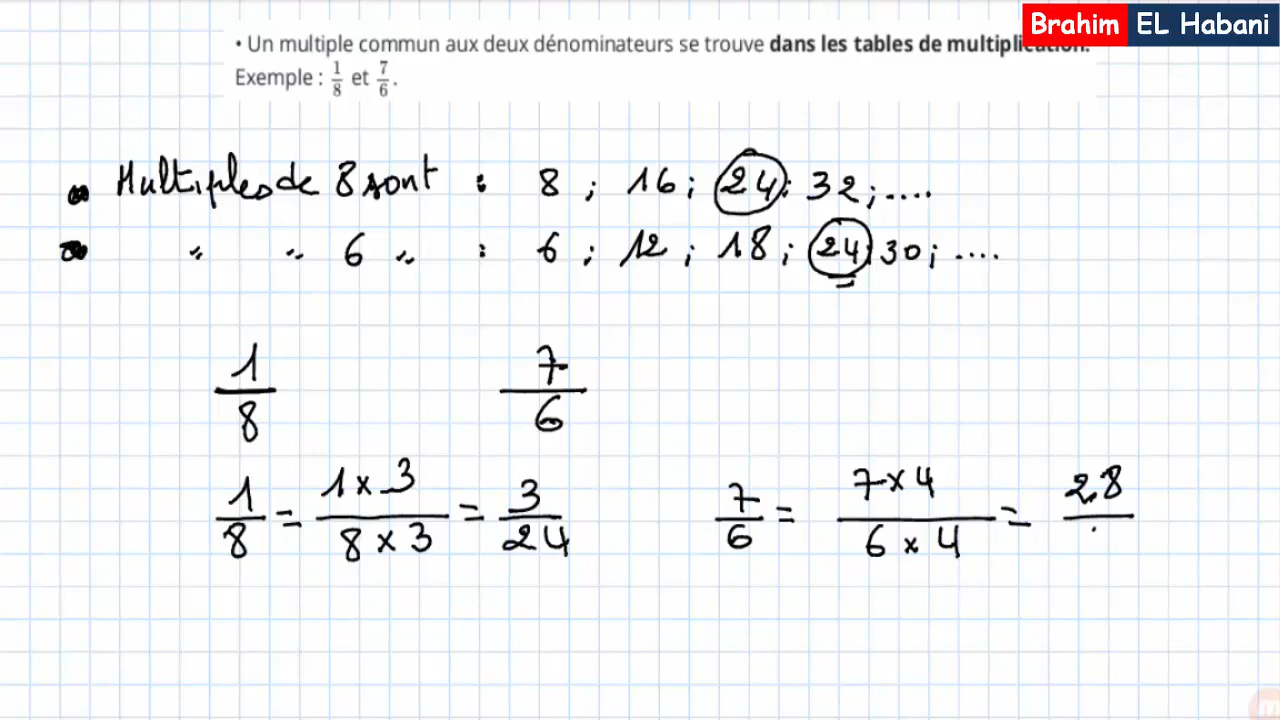 Brahim EL Habani
• Un multiple commun aux deux dénominateurs se trouve dans les tables de multiplication.
Exemple : 1/8 et 7/6.
Multiples de 8 sont : 8 ; 16 ; 24 ; 32 ; ....
" " 6 " : 6 ; 12 ; 18 ; 24 ; 30 ; ....
1/8 7/6
1/8 = 1 × 3 / 8 × 3 = 3/24 7/6 = 7 × 4 / 6 × 4 = 28/